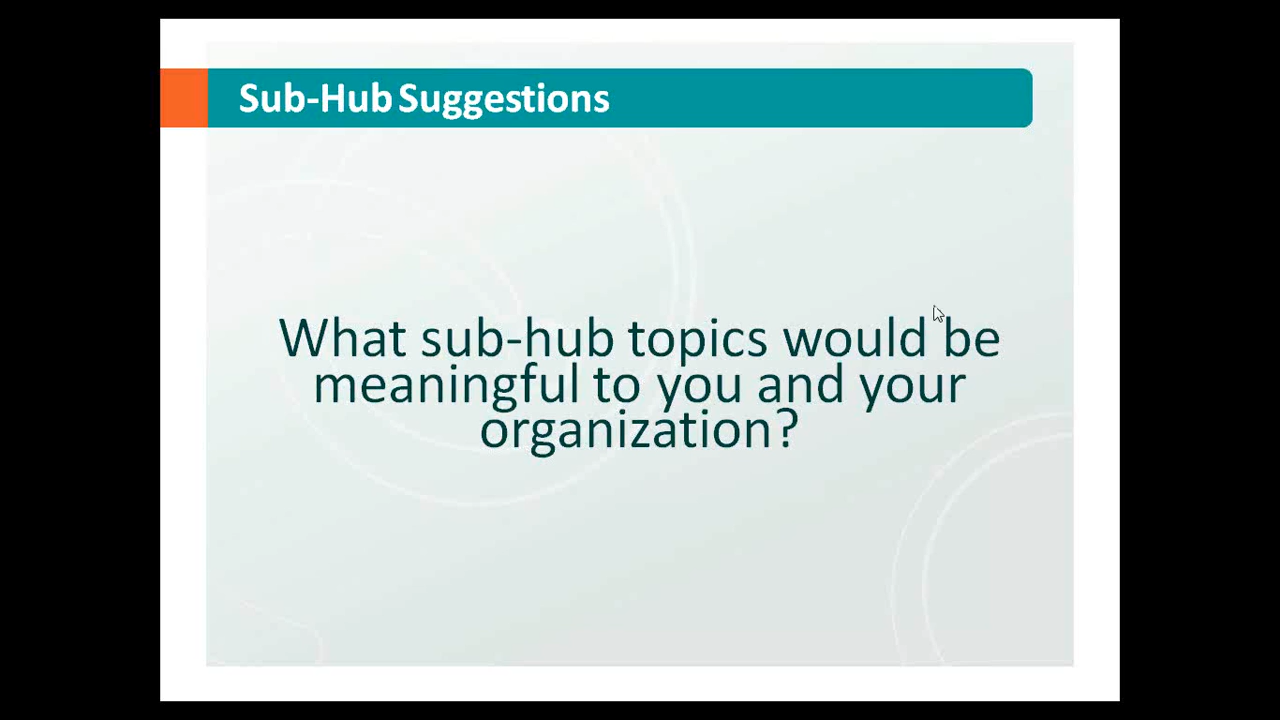 Sub-Hub Suggestions
What sub-hub topics would be
meaningful to you and your
organization?